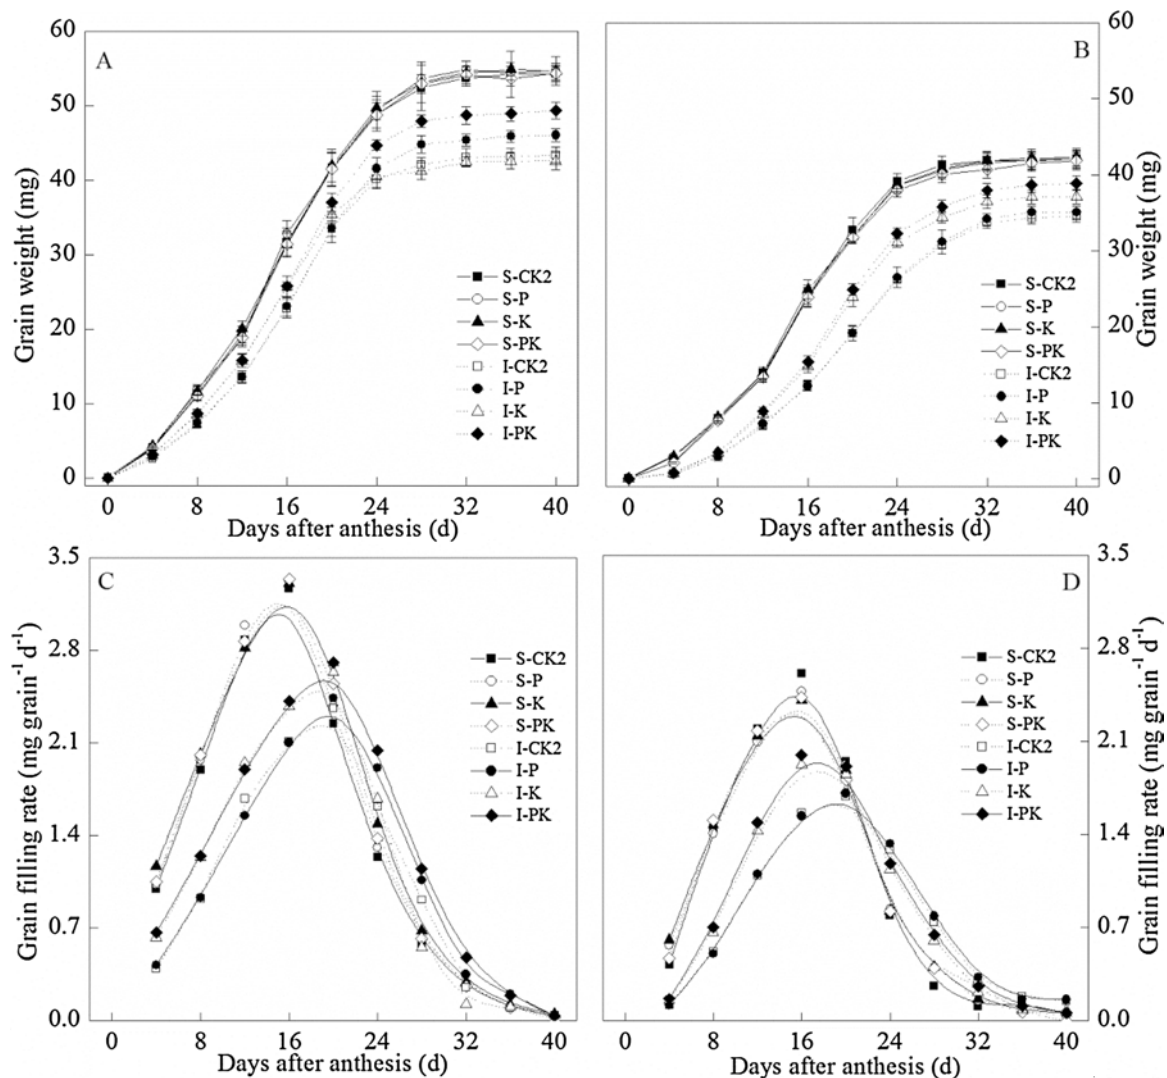 A
60
50
40
30
20
10
0
Grain weight (mg)
S-CK2
S-P
S-K
S-PK
I-CK2
I-P
I-K
I-PK
0 8 16 24 32 40
Days after anthesis (d)
B
60
50
40
30
20
10
0
Grain weight (mg)
S-CK2
S-P
S-K
S-PK
I-CK2
I-P
I-K
I-PK
0 8 16 24 32 40
Days after anthesis (d)
C
3.5
2.8
2.1
1.4
0.7
0.0
Grain filling rate (mg grain⁻¹ d⁻¹)
S-CK2
S-P
S-K
S-PK
I-CK2
I-P
I-K
I-PK
0 8 16 24 32 40
Days after anthesis (d)
D
3.5
2.8
2.1
1.4
0.7
0.0
Grain filling rate (mg grain⁻¹ d⁻¹)
S-CK2
S-P
S-K
S-PK
I-CK2
I-P
I-K
I-PK
0 8 16 24 32 40
Days after anthesis (d)